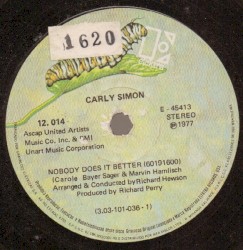 1620
CARLY SIMON
12.014
E - 45413
STEREO
℗1977
Ascap United Artists
Music Co. Inc. &
Unart Music Corporation
NOBODY DOES IT BETTER (60191600)
(Carole Bayer Sager & Marvin Hamlisch
Arranged & Conducted by Richard Hewson
Produced by Richard Perry
(3.03-101-036-1)